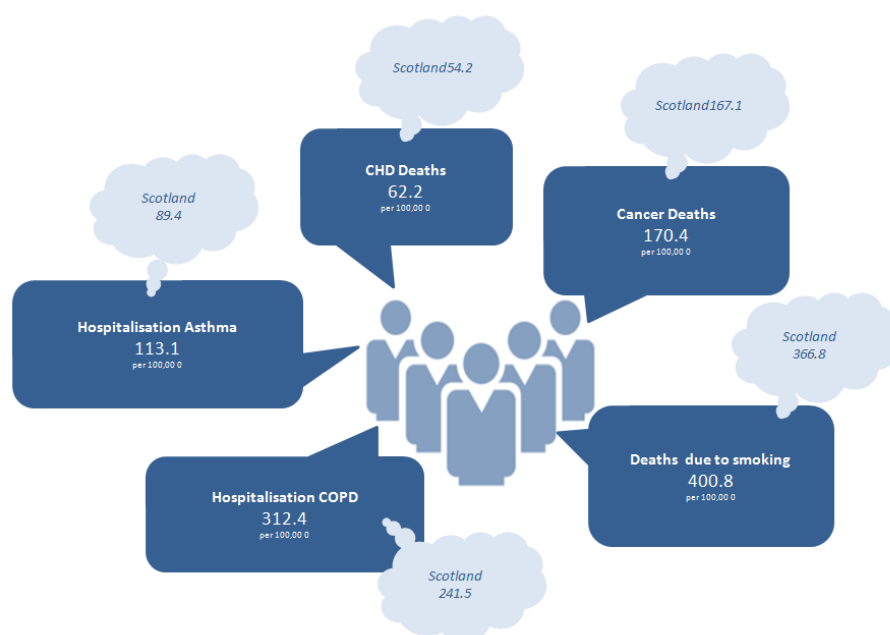 Scotland54.2
CHD Deaths
62.2
per 100,00 0
Scotland167.1
Cancer Deaths
170.4
per 100,00 0
Scotland
89.4
Hospitalisation Asthma
113.1
per 100,00 0
Scotland
366.8
Deaths  due to smoking
400.8
per 100,00 0
Hospitalisation COPD
312.4
per 100,00 0
Scotland
241.5